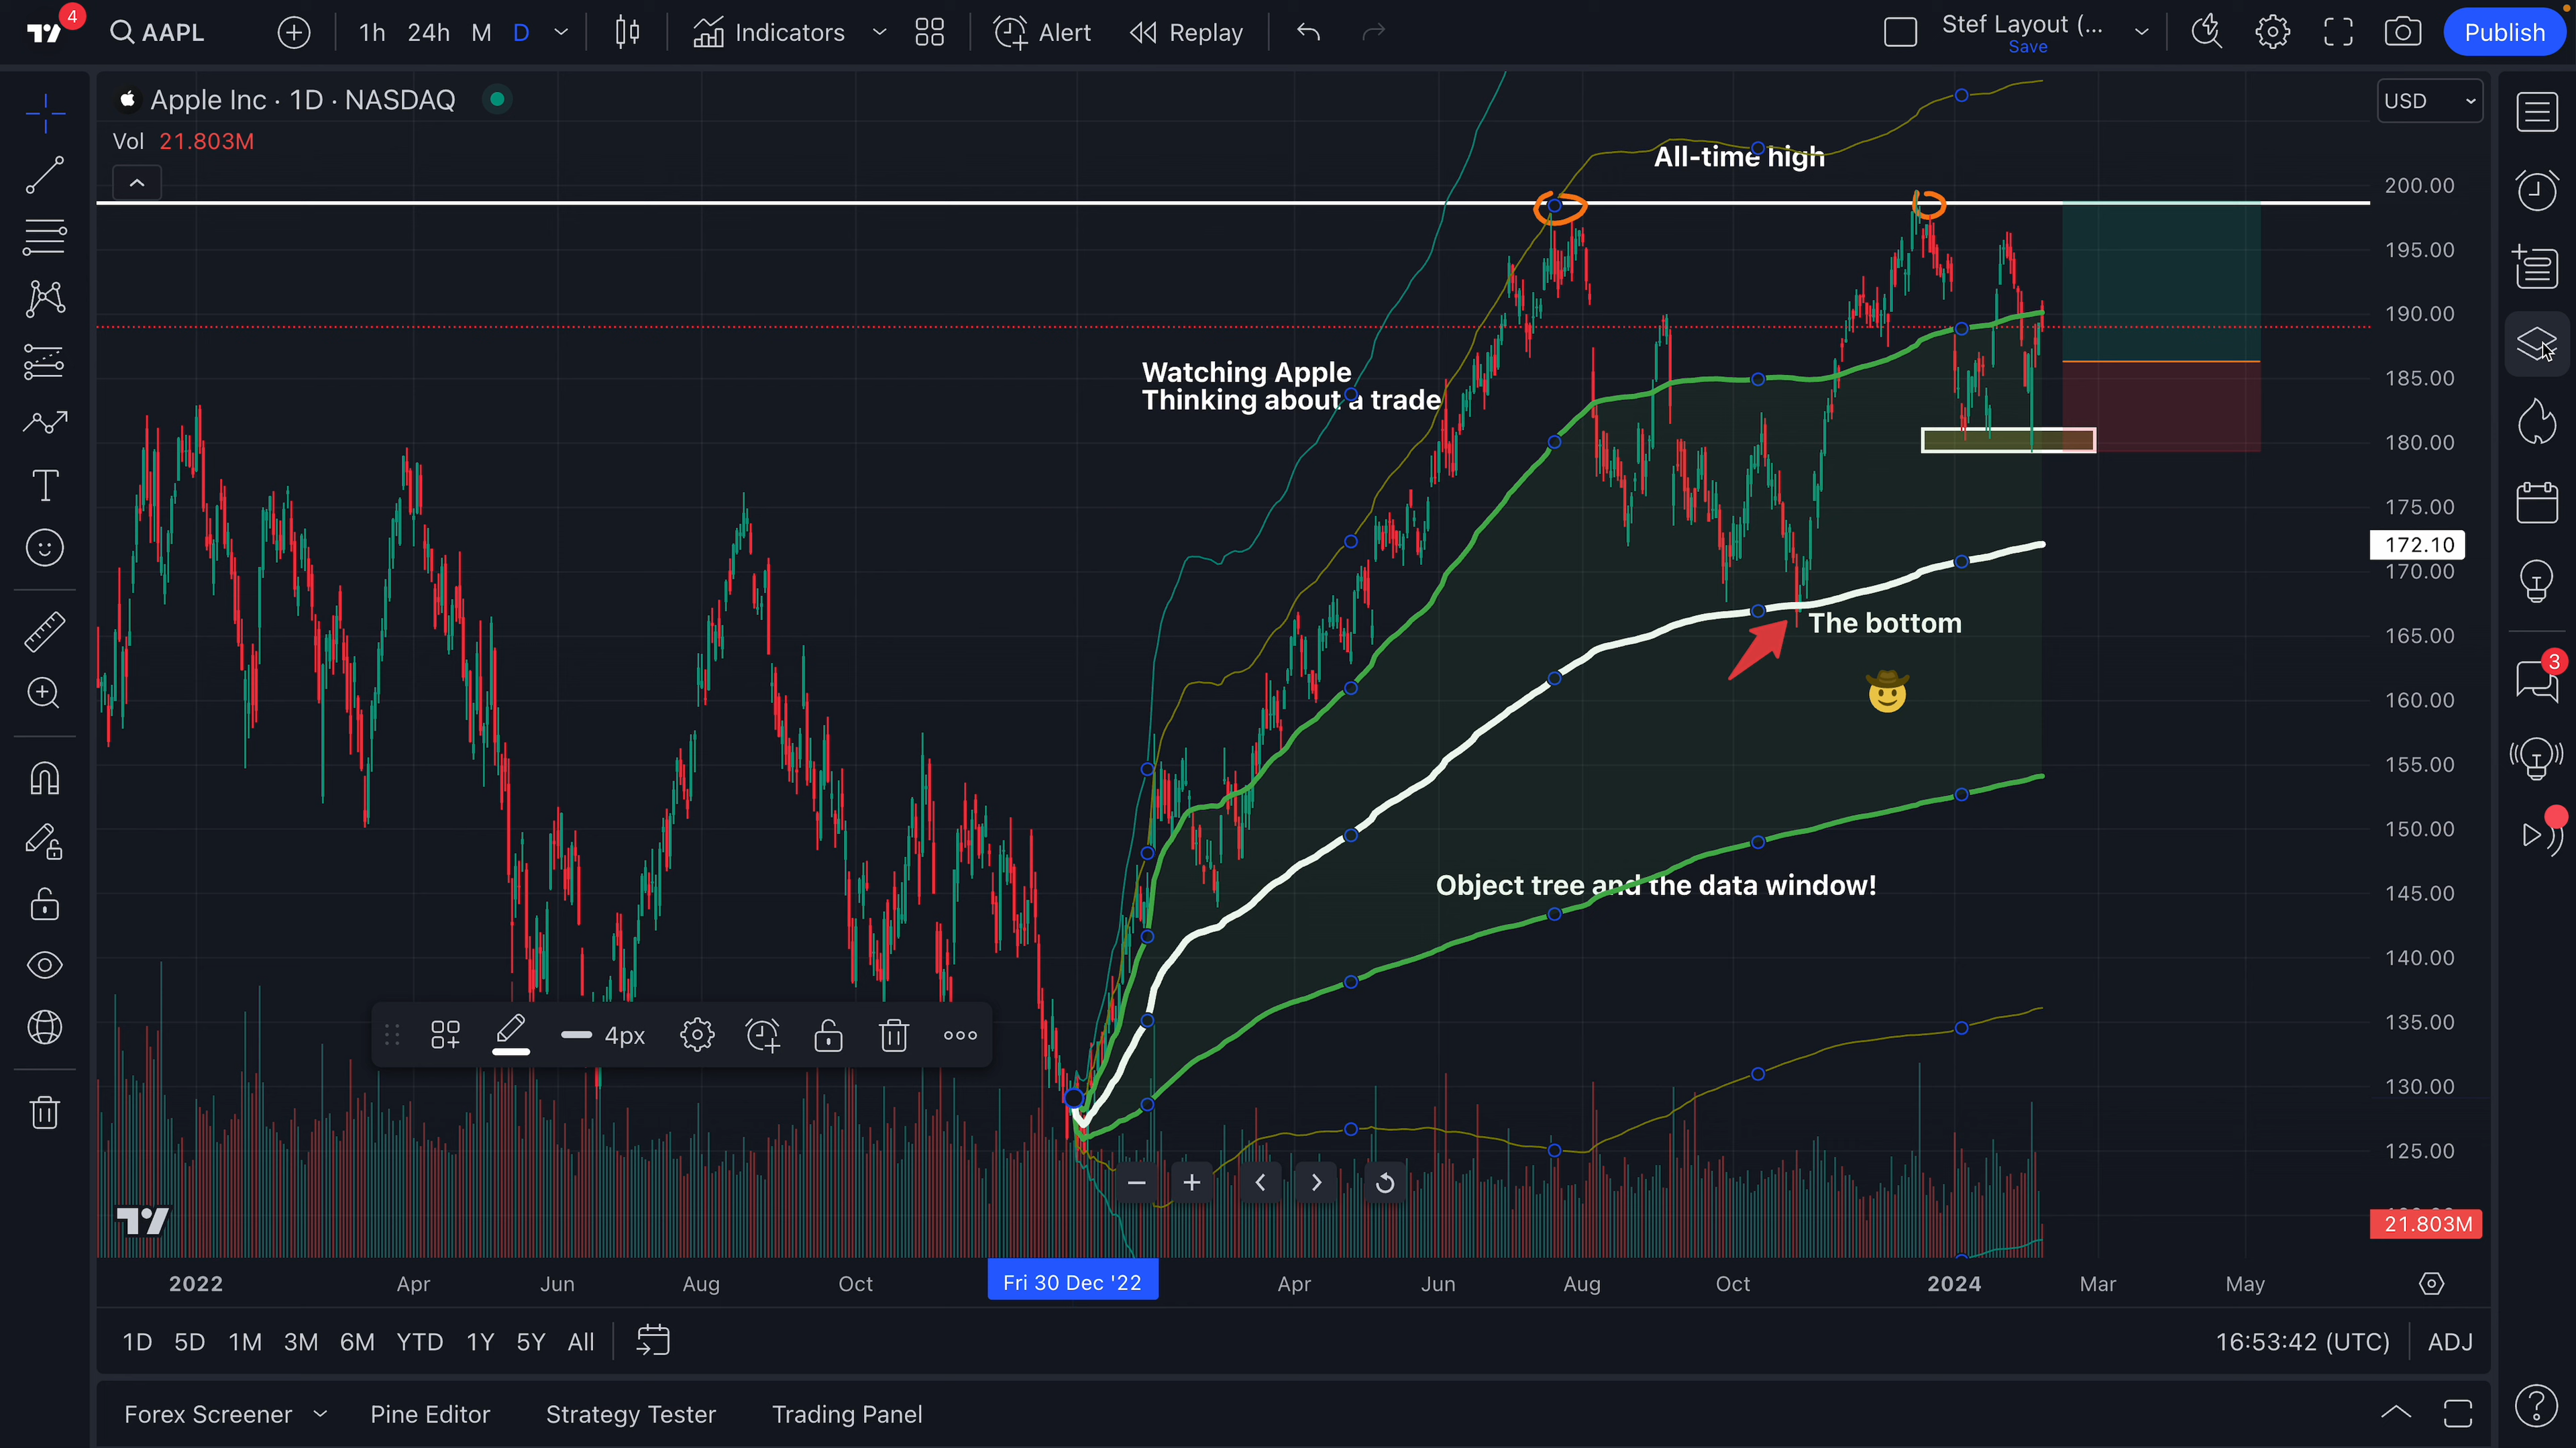 4
AAPL
1h 24h M D
Indicators
Alert
Replay
Stef Layout (...
Save
Publish
Apple Inc · 1D · NASDAQ
USD
Vol 21.803M
All-time high
200.00
195.00
190.00
Watching Apple
Thinking about a trade
185.00
180.00
175.00
172.10
170.00
The bottom
165.00
3
160.00
155.00
150.00
Object tree and the data window!
145.00
140.00
4px
135.00
130.00
125.00
21.803M
2022 Apr Jun Aug Oct Fri 30 Dec '22 Apr Jun Aug Oct 2024 Mar May
1D 5D 1M 3M 6M YTD 1Y 5Y All
16:53:42 (UTC) ADJ
Forex Screener Pine Editor Strategy Tester Trading Panel